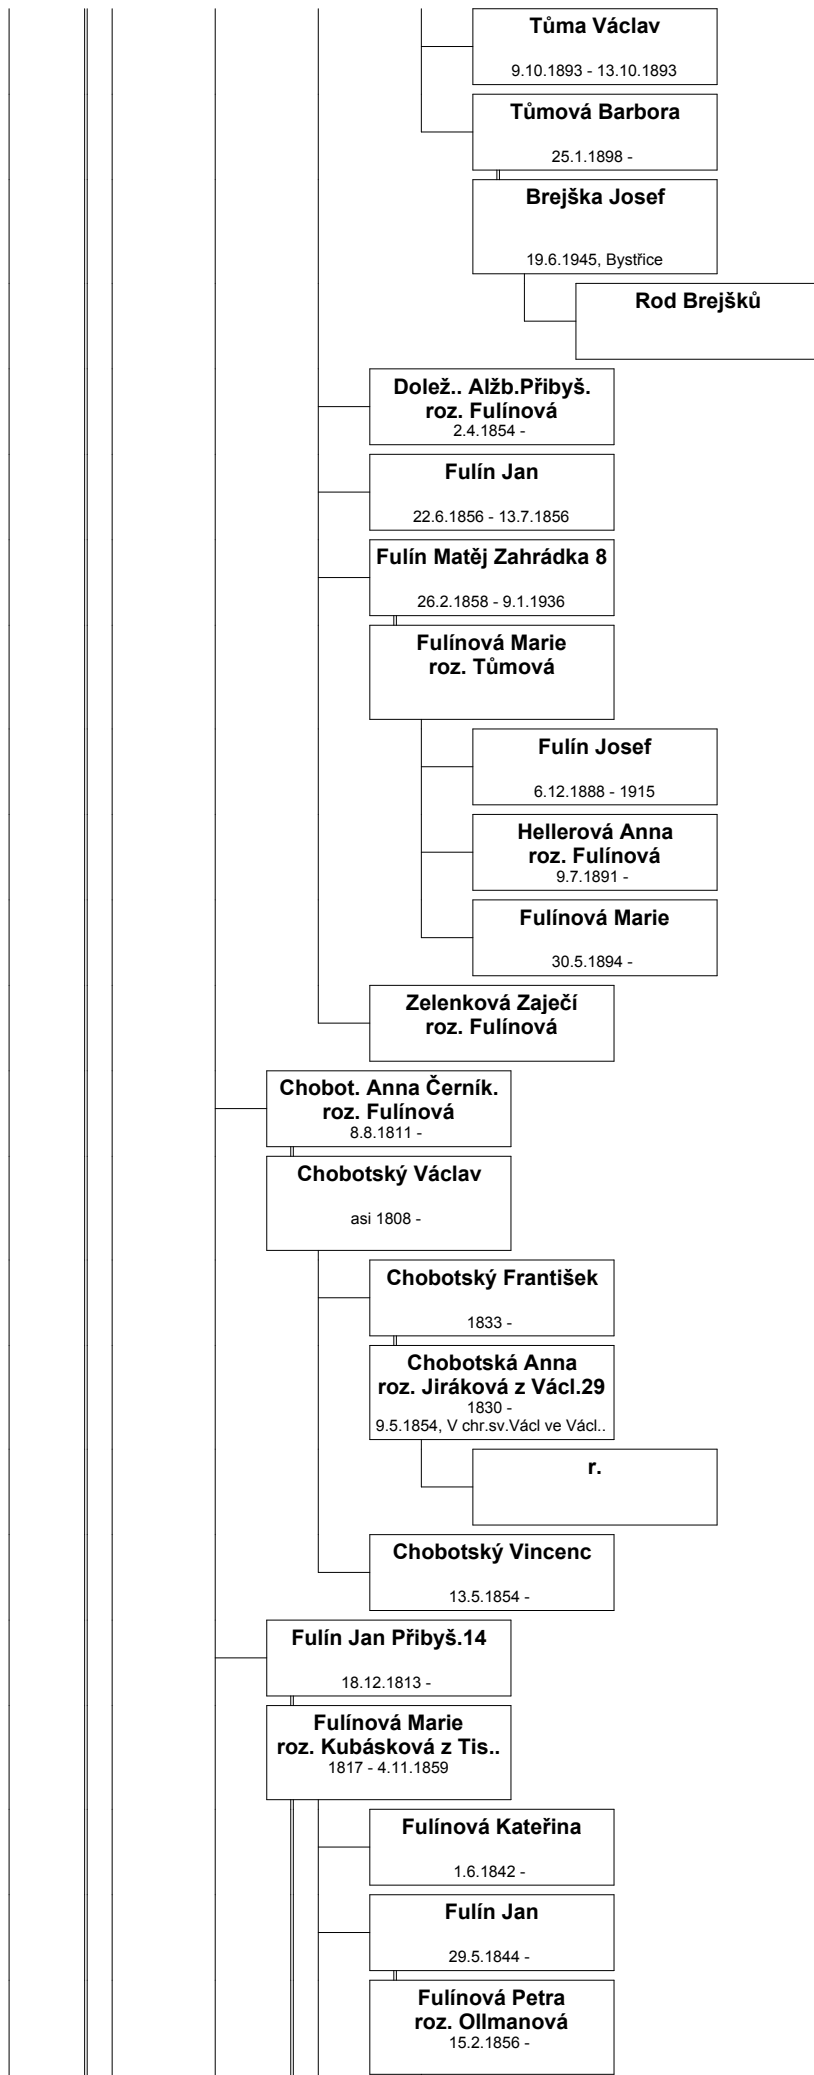 Tůma Václav
9.10.1893 - 13.10.1893
Tůmová Barbora
25.1.1898 -
Brejška Josef
19.6.1945, Bystřice
Rod Brejšků
Dolež.. Alžb.Přibyš.
roz. Fulínová
2.4.1854 -
Fulín Jan
22.6.1856 - 13.7.1856
Fulín Matěj Zahrádka 8
26.2.1858 - 9.1.1936
Fulínová Marie
roz. Tůmová
Fulín Josef
6.12.1888 - 1915
Hellerová Anna
roz. Fulínová
9.7.1891 -
Fulínová Marie
30.5.1894 -
Zelenková Zaječí
roz. Fulínová
Chobot. Anna Černík.
roz. Fulínová
8.8.1811 -
Chobotský Václav
asi 1808 -
Chobotský František
1833 -
Chobotská Anna
roz. Jiráková z Václ.29
1830 -
9.5.1854, V chr.sv.Václ ve Václ..
r.
Chobotský Vincenc
13.5.1854 -
Fulín Jan Přibyš.14
18.12.1813 -
Fulínová Marie
roz. Kubásková z Tis..
1817 - 4.11.1859
Fulínová Kateřina
1.6.1842 -
Fulín Jan
29.5.1844 -
Fulínová Petra
roz. Ollmanová
15.2.1856 -